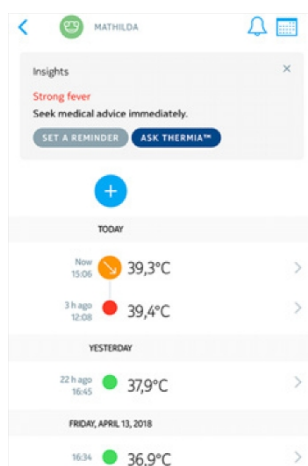 MATHILDA
Insights
Strong fever
Seek medical advice immediately.
SET A REMINDER
ASK THERMIA™
TODAY
Now
15:06
39,3°C
3 h ago
12:08
39,4°C
YESTERDAY
22 h ago
16:45
37,9°C
FRIDAY, APRIL 13, 2018
16:34
36.9°C